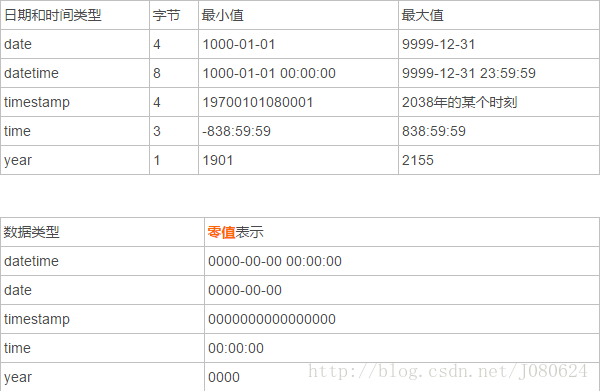 日期和时间类型 字节 最小值 最大值
date 4 1000-01-01 9999-12-31
datetime 8 1000-01-01 00:00:00 9999-12-31 23:59:59
timestamp 4 19700101080001 2038年的某个时刻
time 3 -838:59:59 838:59:59
year 1 1901 2155
数据类型 零值表示
datetime 0000-00-00 00:00:00
date 0000-00-00
timestamp 0000000000000000
time 00:00:00
year 0000
http://blog.csdn.net/J080624